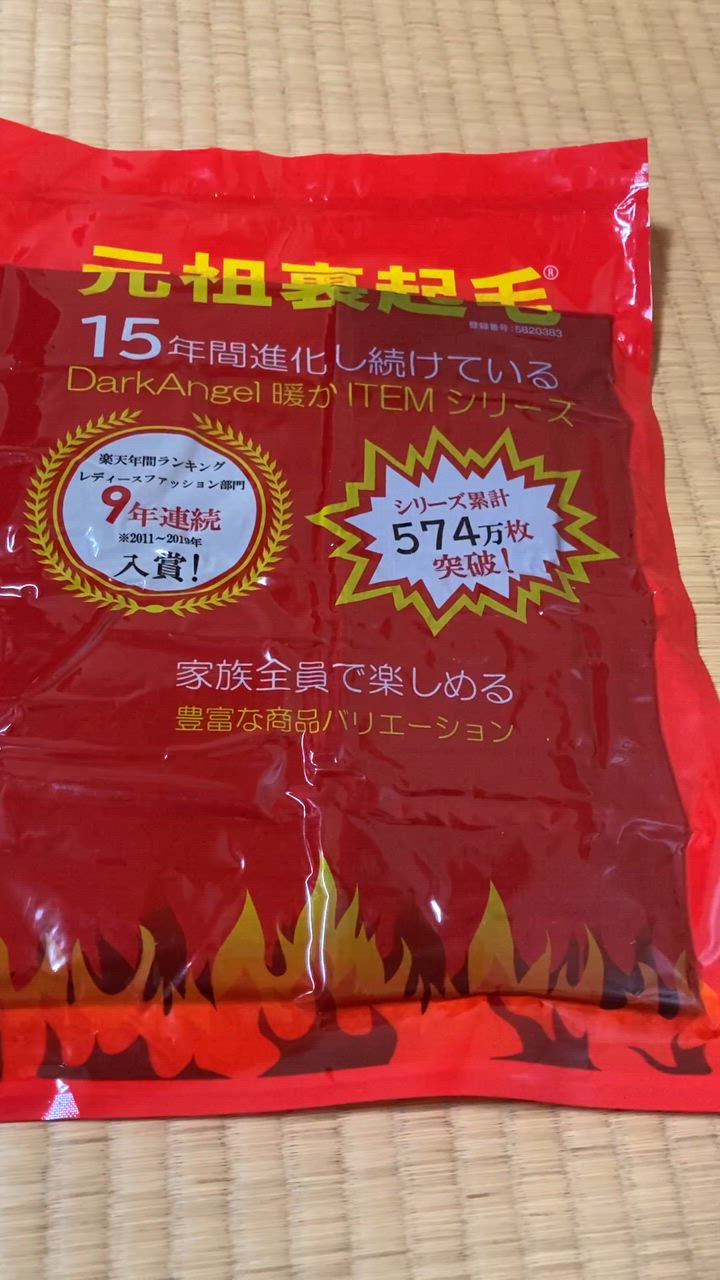 元祖裏起毛®
登録番号:5820383
15年間進化し続けている
DarkAngel 暖か ITEM シリーズ
楽天年間ランキング
レディースファッション部門
9年連続
※2011~2019年
入賞!
シリーズ累計
574万枚
突破!
家族全員で楽しめる
豊富な商品バリエーション